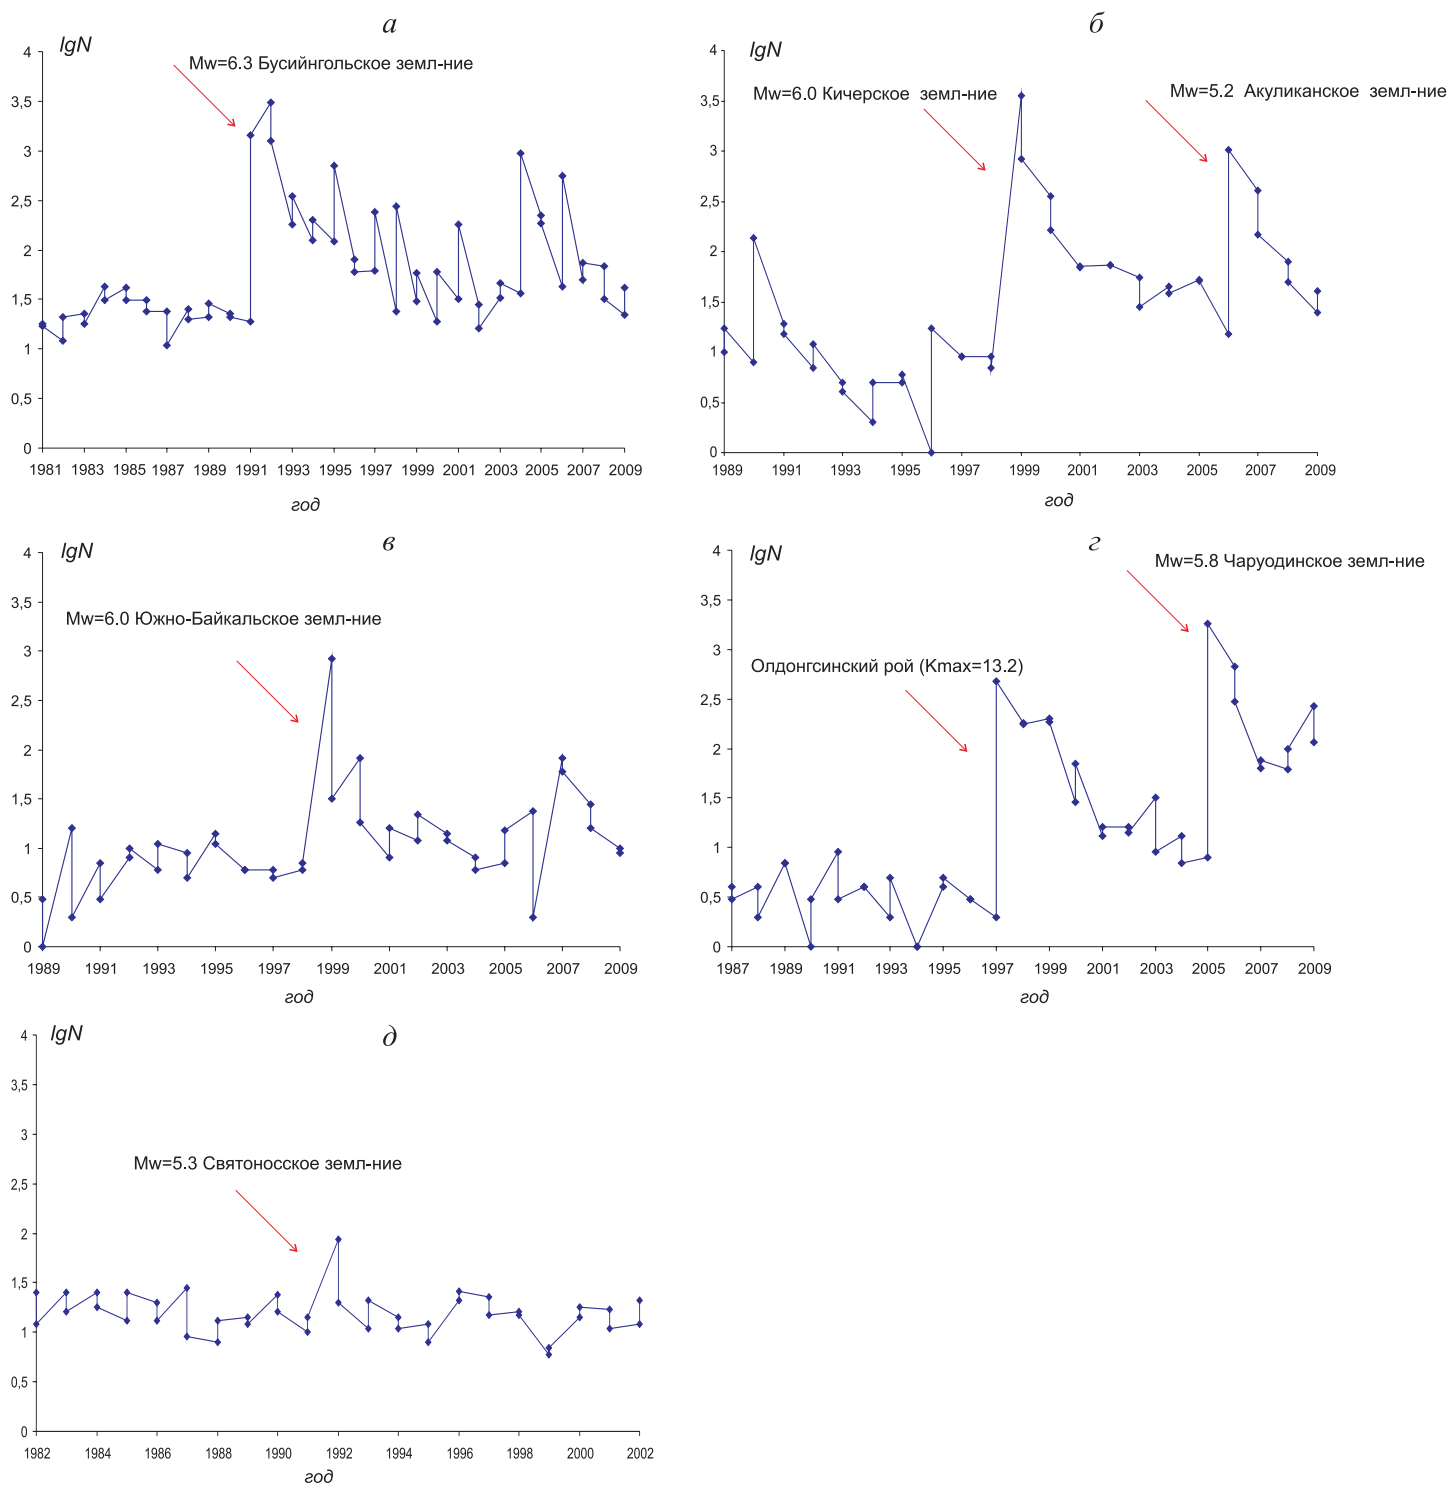 а
lgN
Mw=6.3 Бусийнгольское земл-ние
4
3,5
3
2,5
2
1,5
1
0,5
0
1981 1983 1985 1987 1989 1991 1993 1995 1997 1999 2001 2003 2005 2009
год
б
lgN
Mw=6.0 Кичерское земл-ние
Mw=5.2 Акуликанское земл-ние
4
3,5
3
2,5
2
1,5
1
0,5
0
1989 1991 1993 1995 1997 1999 2001 2003 2005 2007 2009
год
в
lgN
Mw=6.0 Южно-Байкальское земл-ние
4
3,5
3
2,5
2
1,5
1
0,5
0
1989 1991 1993 1995 1997 1999 2001 2003 2005 2007 2009
год
г
lgN
Mw=5.8 Чаруодинское земл-ние
Олдонгсинский рой (Kmax=13.2)
4
3,5
3
2,5
2
1,5
1
0,5
0
1987 1989 1991 1993 1995 1997 1999 2001 2003 2005 2007 2009
год
д
lgN
Mw=5.3 Святоносское земл-ние
4
3,5
3
2,5
2
1,5
1
0,5
0
1982 1984 1986 1988 1990 1992 1994 1996 1998 2000 2002
год